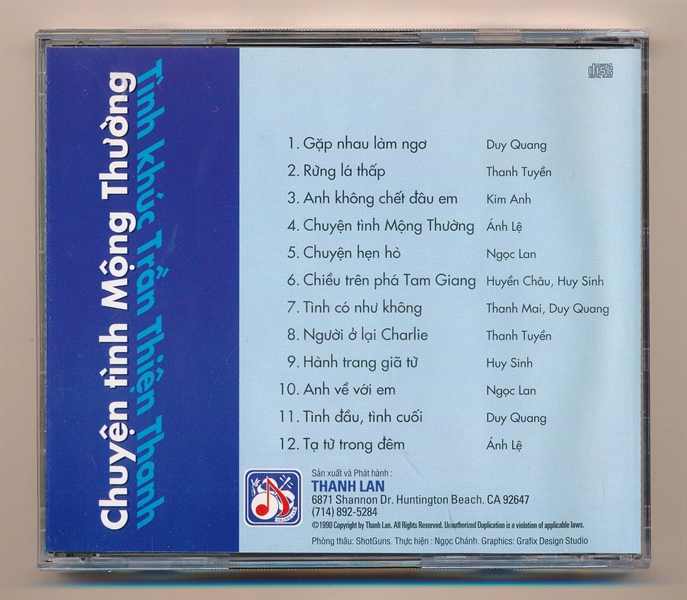 Chuyện tình Mộng Thường
Tình khúc Trần Thiện Thanh
1. Gặp nhau làm ngơ Duy Quang
2. Rừng lá thấp Thanh Tuyền
3. Anh không chết đâu em Kim Anh
4. Chuyện tình Mộng Thường Ánh Lệ
5. Chuyện hẹn hò Ngọc Lan
6. Chiều trên phá Tam Giang Huyền Châu, Huy Sinh
7. Tình có như không Thanh Mai, Duy Quang
8. Người ở lại Charlie Thanh Tuyền
9. Hành trang giã từ Huy Sinh
10. Anh về với em Ngọc Lan
11. Tình đầu, tình cuối Duy Quang
12. Tạ từ trong đêm Ánh Lệ
Sản xuất và Phát hành :
THANH LAN
6871 Shannon Dr. Huntington Beach. CA 92647
(714) 892-5284
©1990 Copyright by Thanh Lan. All Rights Reserved. Unauthorized Duplication is a violation of applicable laws.
Phòng thâu: ShotGuns. Thực hiện : Ngọc Chánh. Graphics: Grafix Design Studio